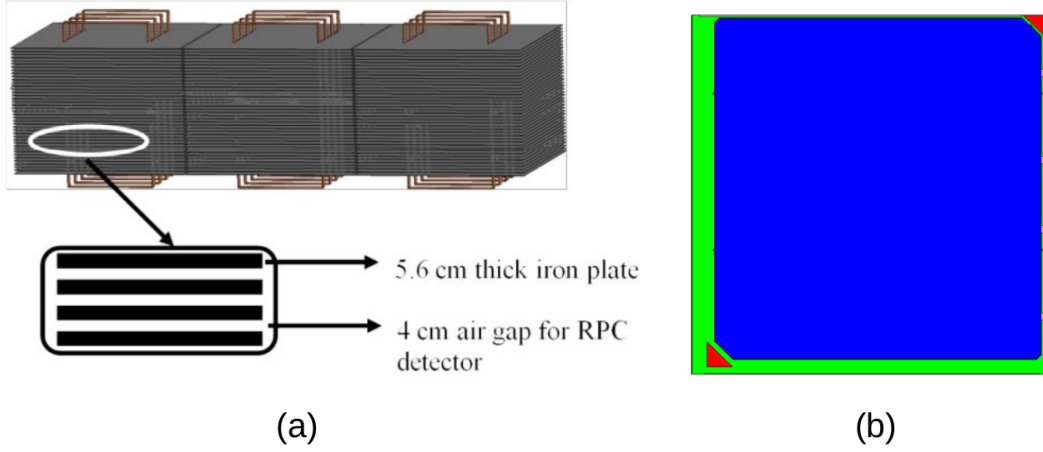 5.6 cm thick iron plate
4 cm air gap for RPC
detector
(a)
(b)